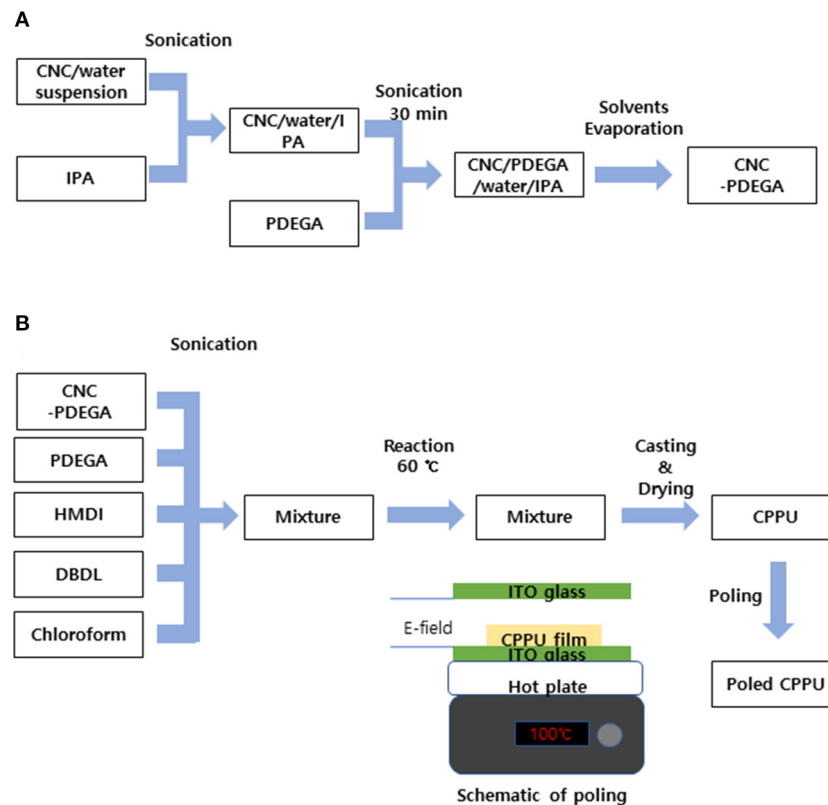 A
Sonication
CNC/water
suspension
IPA
CNC/water/I
PA
PDEGA
Sonication
30 min
CNC/PDEGA
/water/IPA
Solvents
Evaporation
CNC
-PDEGA
B
Sonication
CNC
-PDEGA
PDEGA
HMDI
DBDL
Chloroform
Mixture
Reaction
60 ℃
Mixture
Casting
&
Drying
CPPU
Poling
Poled CPPU
ITO glass
E-field
CPPU film
ITO glass
Hot plate
100℃
Schematic of poling